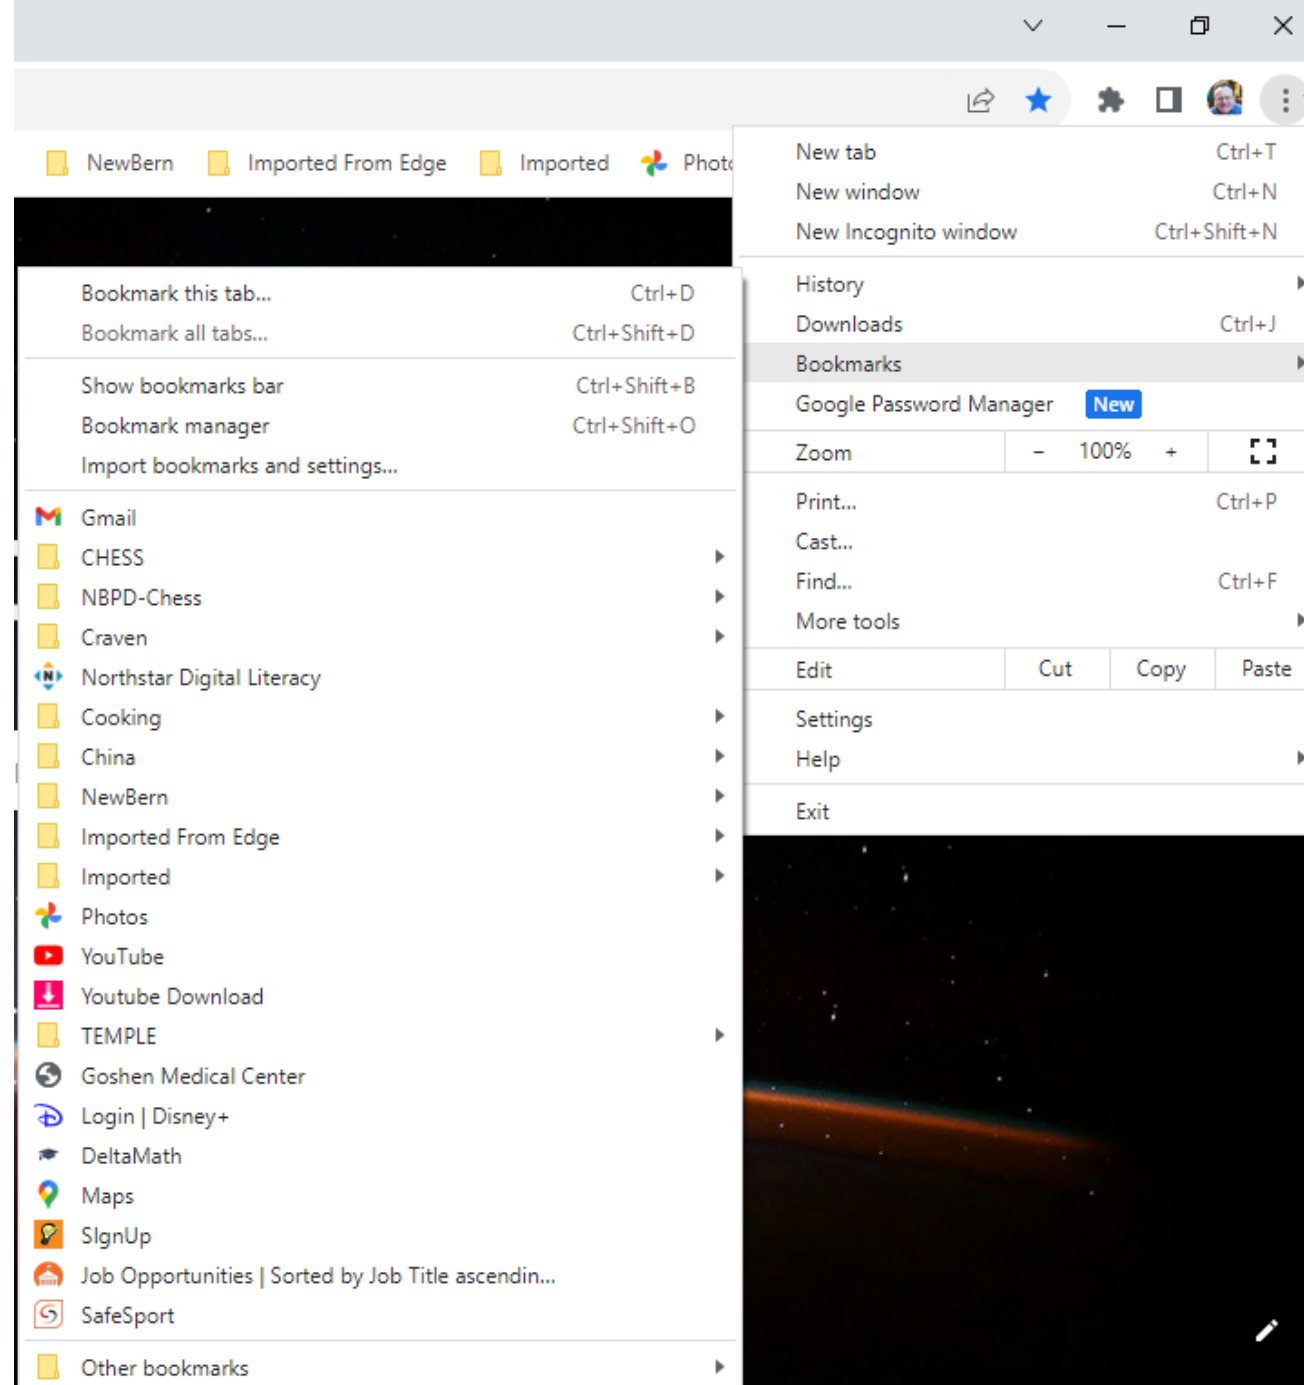 NewBern Imported From Edge Imported
New tab Ctrl+T
New window Ctrl+N
New Incognito window Ctrl+Shift+N
History
Downloads Ctrl+J
Bookmarks
Google Password Manager New
Zoom - 100% +
Print... Ctrl+P
Cast...
Find... Ctrl+F
More tools
Edit Cut Copy Paste
Settings
Help
Exit
Bookmark this tab... Ctrl+D
Bookmark all tabs... Ctrl+Shift+D
Show bookmarks bar Ctrl+Shift+B
Bookmark manager Ctrl+Shift+O
Import bookmarks and settings...
Gmail
CHESS
NBPD-Chess
Craven
N Northstar Digital Literacy
Cooking
China
NewBern
Imported From Edge
Imported
Photos
YouTube
Youtube Download
TEMPLE
Goshen Medical Center
Login | Disney+
DeltaMath
Maps
SIgnUp
Job Opportunities | Sorted by Job Title ascendin...
SafeSport
Other bookmarks